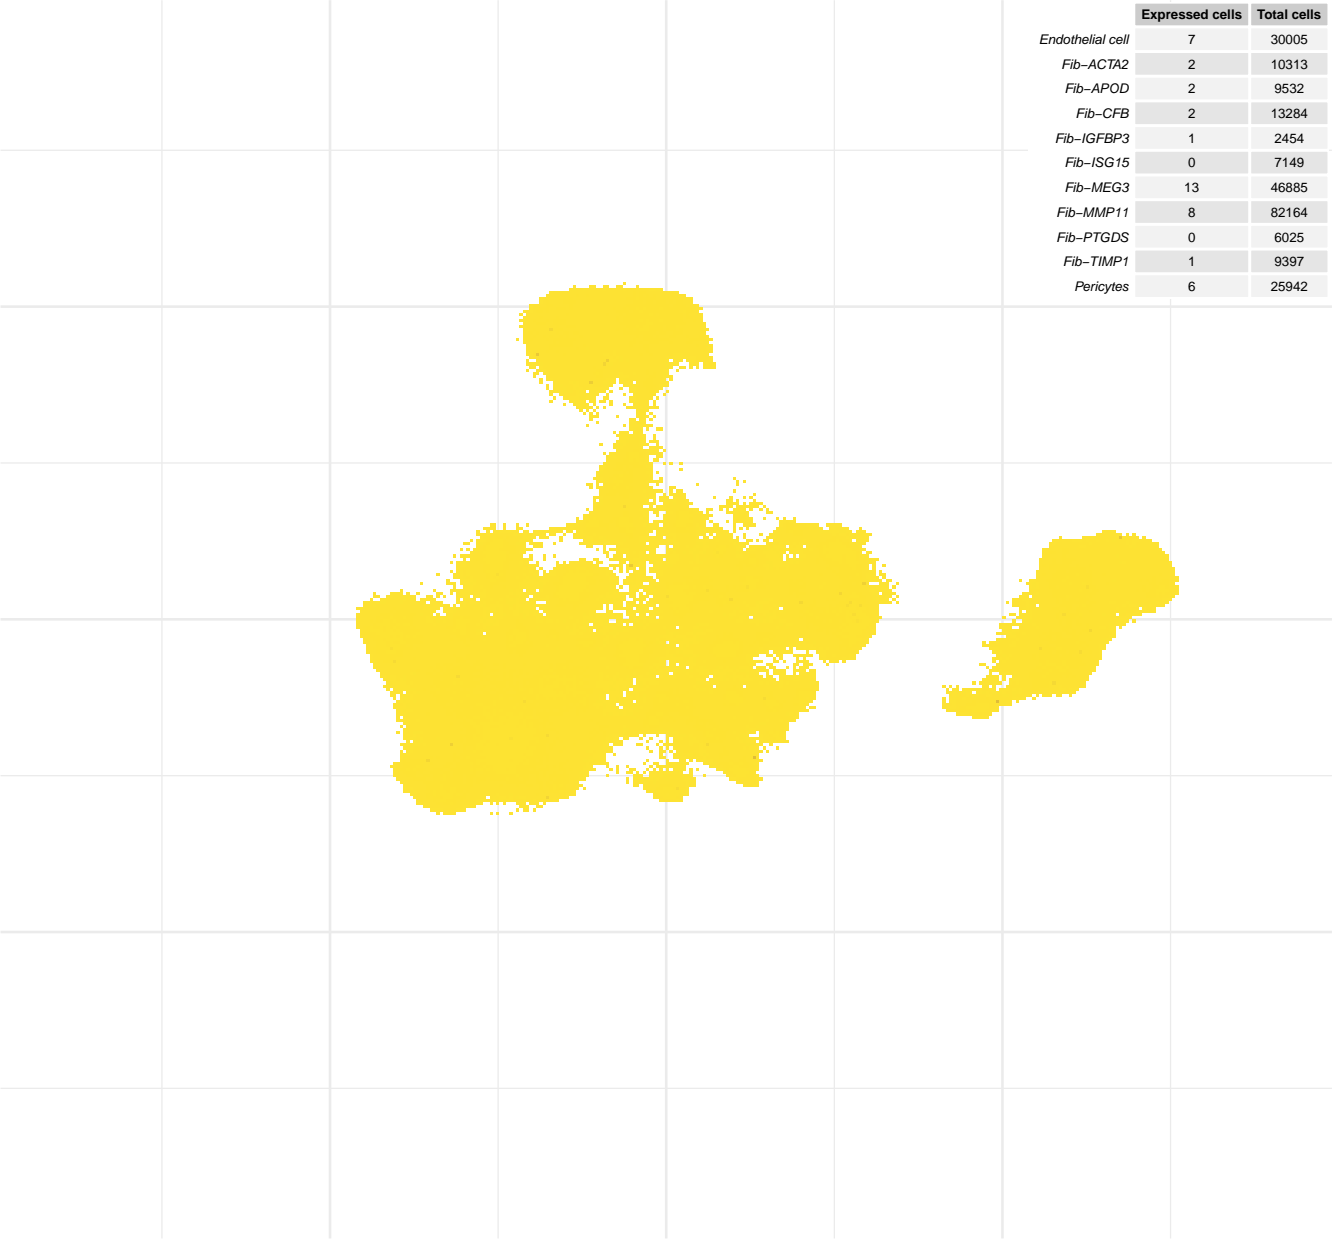 Expressed cells Total cells
Endothelial cell 7 30005
Fib−ACTA2 2 10313
Fib−APOD 2 9532
Fib−CFB 2 13284
Fib−IGFBP3 1 2454
Fib−ISG15 0 7149
Fib−MEG3 13 46885
Fib−MMP11 8 82164
Fib−PTGDS 0 6025
Fib−TIMP1 1 9397
Pericytes 6 25942